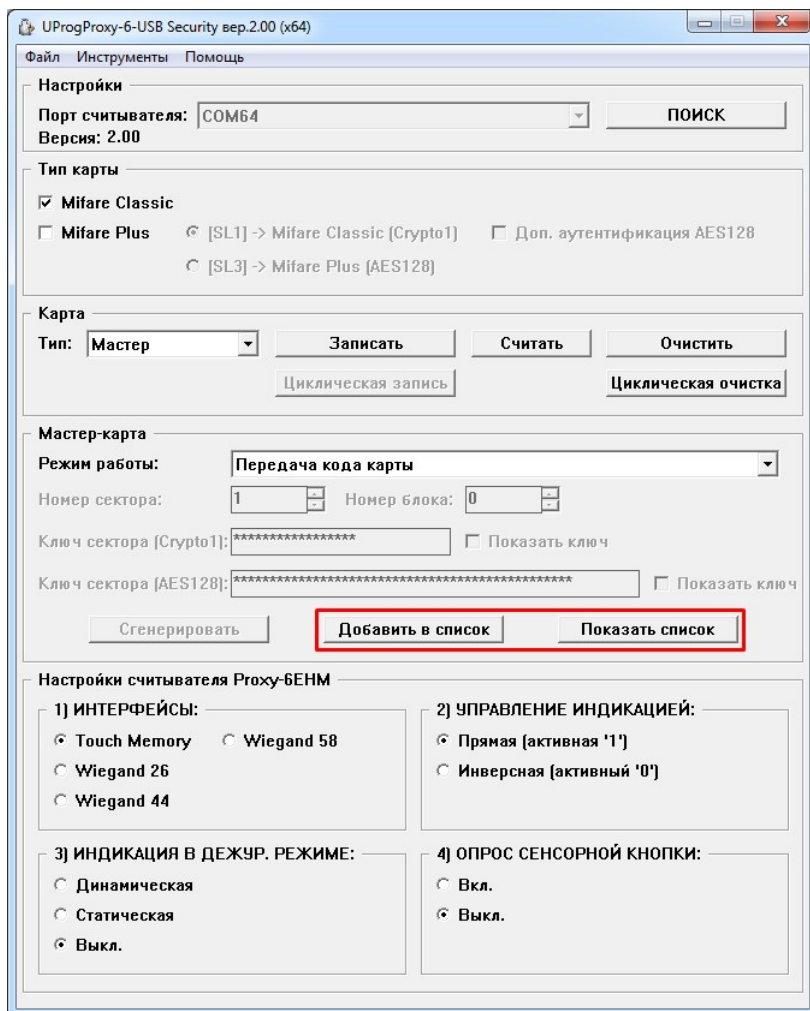 UProgProxy-6-USB Security вер.2.00 (x64)
Файл Инструменты Помощь
Настройки
Порт считывателя: COM64 ПОИСК
Версия: 2.00
Тип карты
Mifare Classic
Mifare Plus [SL1] -> Mifare Classic (Crypto1) Доп. аутентификация AES128
[SL3] -> Mifare Plus (AES128)
Карта
Тип: Мастер Записать Считать Очистить
Циклическая запись Циклическая очистка
Мастер-карта
Режим работы: Передача кода карты
Номер сектора: 1 Номер блока: 0
Ключ сектора (Crypto1): ***************** Показать ключ
Ключ сектора (AES128): *********************************************** Показать ключ
Сгенерировать Добавить в список Показать список
Настройки считывателя Proxy-6EHM
1) ИНТЕРФЕЙСЫ: 2) УПРАВЛЕНИЕ ИНДИКАЦИЕЙ:
Touch Memory Wiegand 58 Прямая (активная '1')
Wiegand 26 Инверсная (активный '0')
Wiegand 44
3) ИНДИКАЦИЯ В ДЕЖУР. РЕЖИМЕ: 4) ОПРОС СЕНСОРНОЙ КНОПКИ:
Динамическая Вкл.
Статическая Выкл.
Выкл.